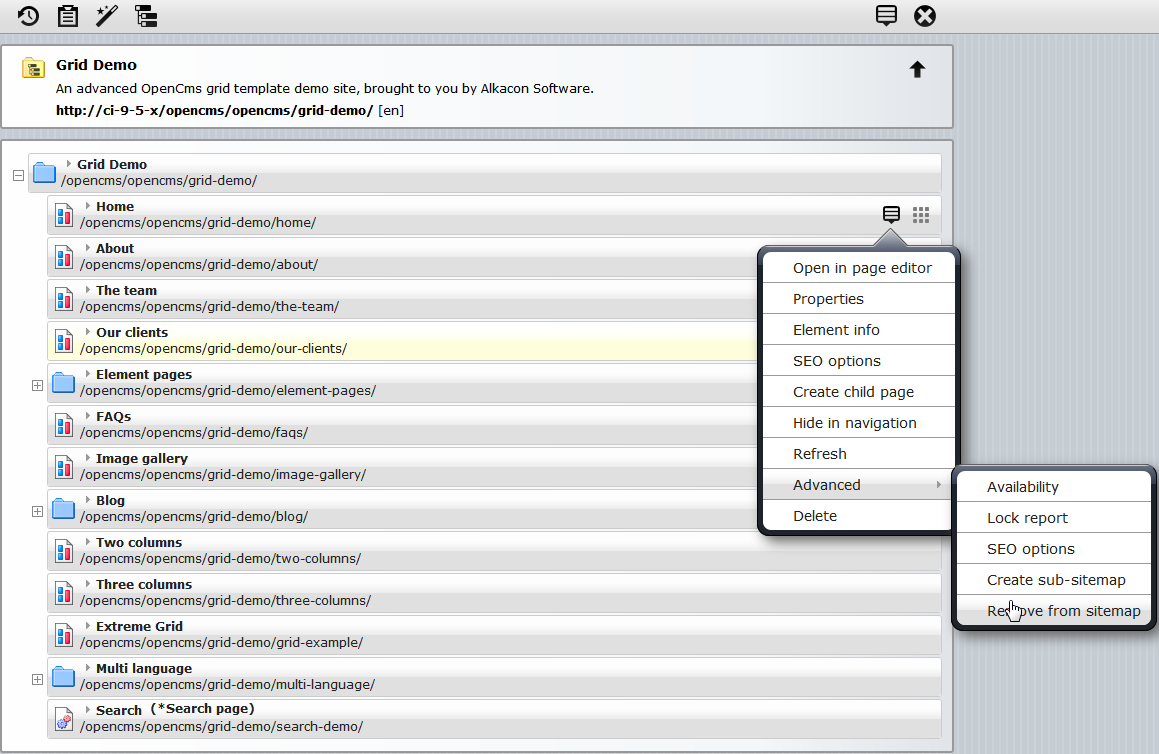 Grid Demo
An advanced OpenCms grid template demo site, brought to you by Alkacon Software.
http://ci-9-5-x/opencms/opencms/grid-demo/ [en]
Grid Demo
/opencms/opencms/grid-demo/
Home
/opencms/opencms/grid-demo/home/
About
/opencms/opencms/grid-demo/about/
The team
/opencms/opencms/grid-demo/the-team/
Our clients
/opencms/opencms/grid-demo/our-clients/
Element pages
/opencms/opencms/grid-demo/element-pages/
FAQs
/opencms/opencms/grid-demo/faqs/
Image gallery
/opencms/opencms/grid-demo/image-gallery/
Blog
/opencms/opencms/grid-demo/blog/
Two columns
/opencms/opencms/grid-demo/two-columns/
Three columns
/opencms/opencms/grid-demo/three-columns/
Extreme Grid
/opencms/opencms/grid-demo/grid-example/
Multi language
/opencms/opencms/grid-demo/multi-language/
Search (*Search page)
/opencms/opencms/grid-demo/search-demo/
Open in page editor
Properties
Element info
SEO options
Create child page
Hide in navigation
Refresh
Advanced
Delete
Availability
Lock report
SEO options
Create sub-sitemap
Remove from sitemap